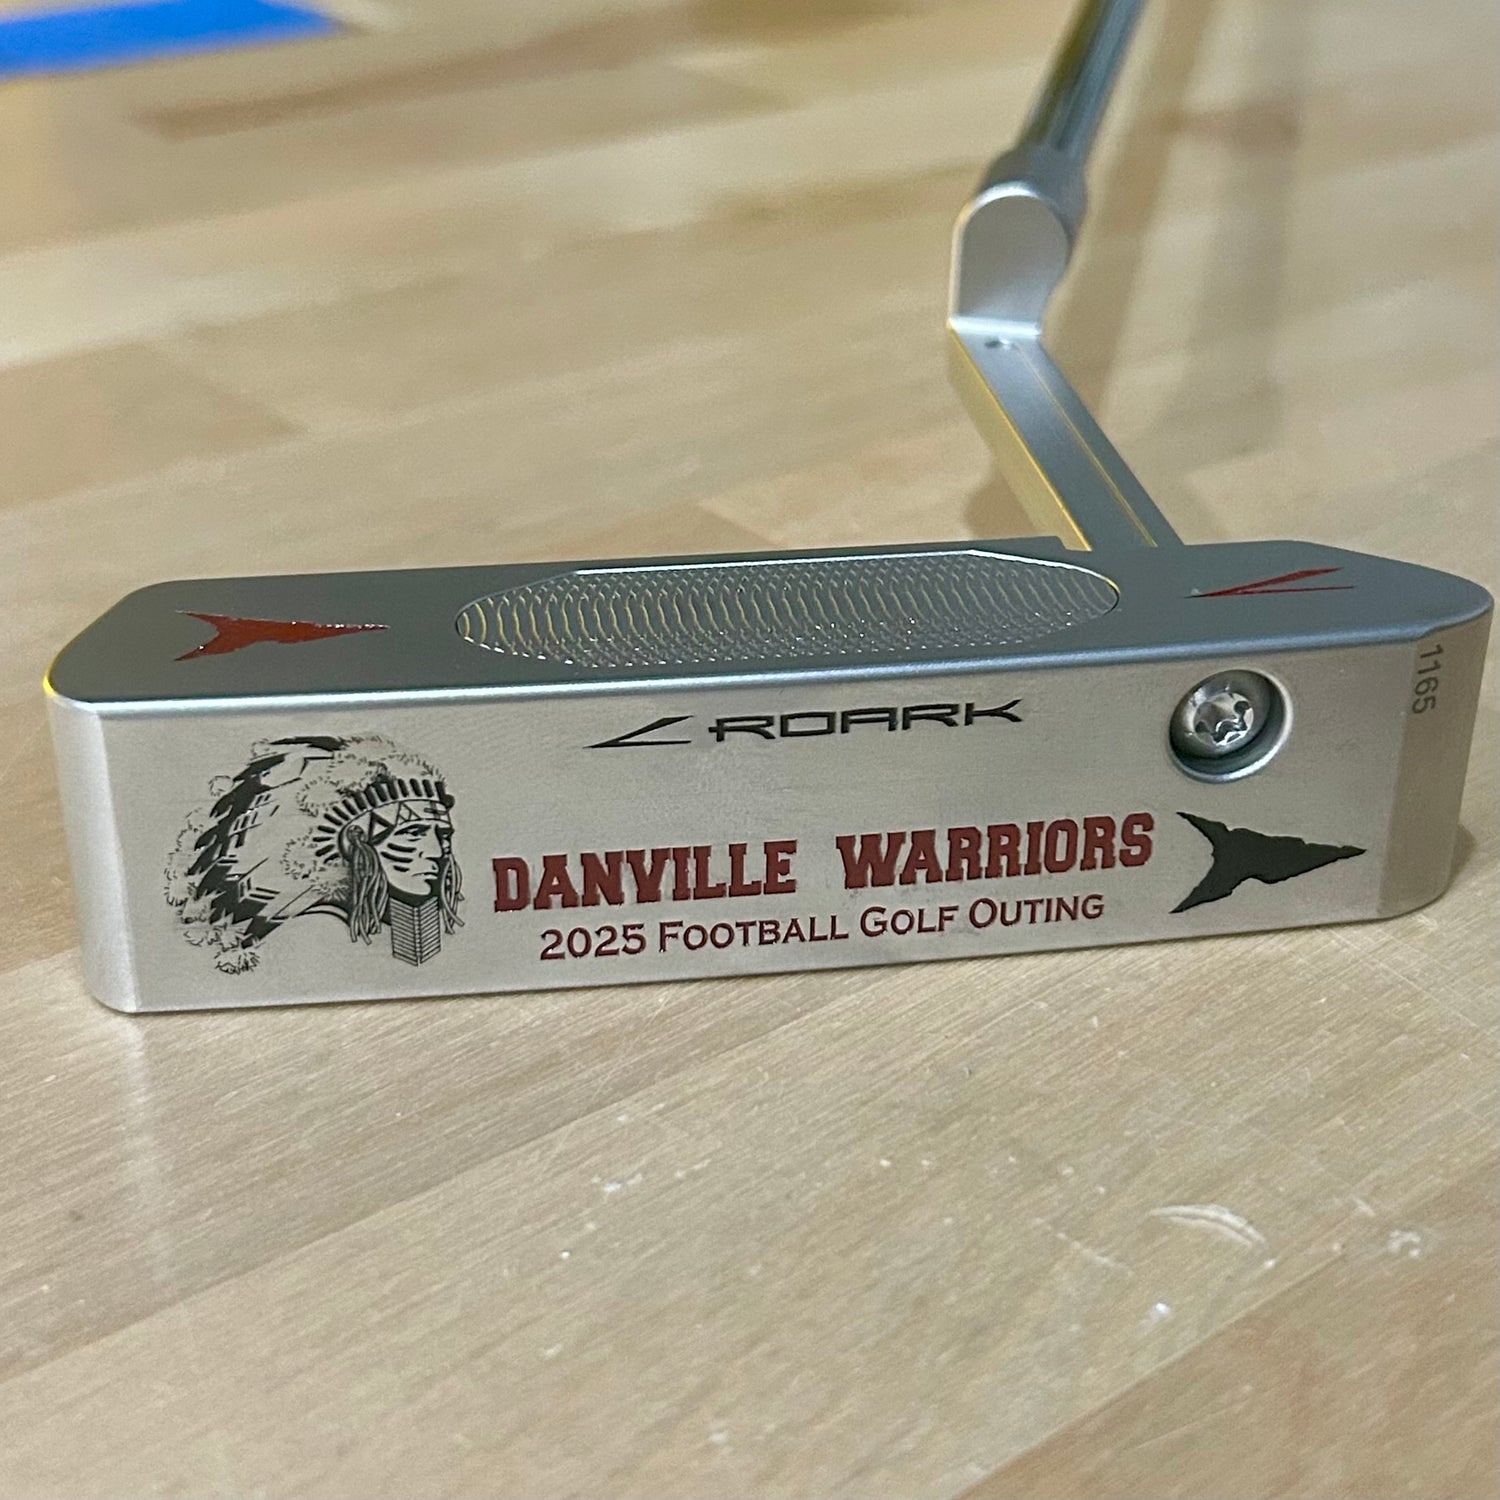 ROARK
1165
DANVILLE WARRIORS
2025 FOOTBALL GOLF OUTING